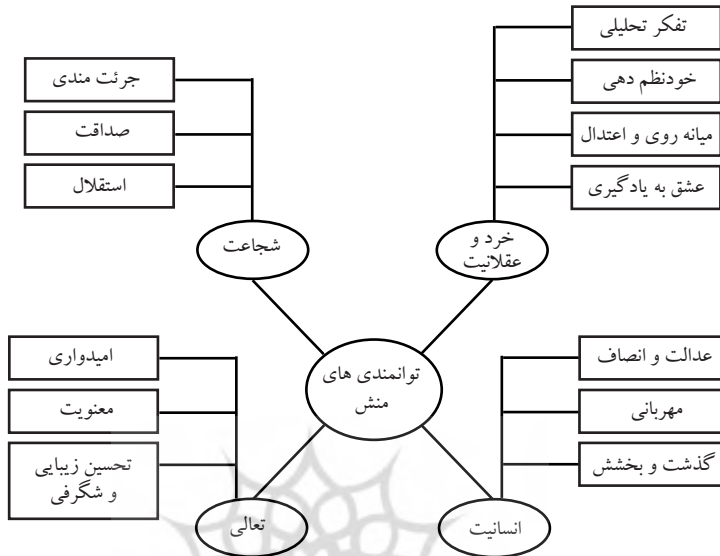 تفکر تحلیلی
خودنظم دهی
میانه روی و اعتدال
عشق به یادگیری
خرد و
عقلانیت
جرئت مندی
صداقت
استقلال
شجاعت
توانمندی های
منش
عدالت و انصاف
مهربانی
گذشت و بخشش
انسانیت
امیدواری
معنویت
تحسین زیبایی
و شگرفی
تعالی